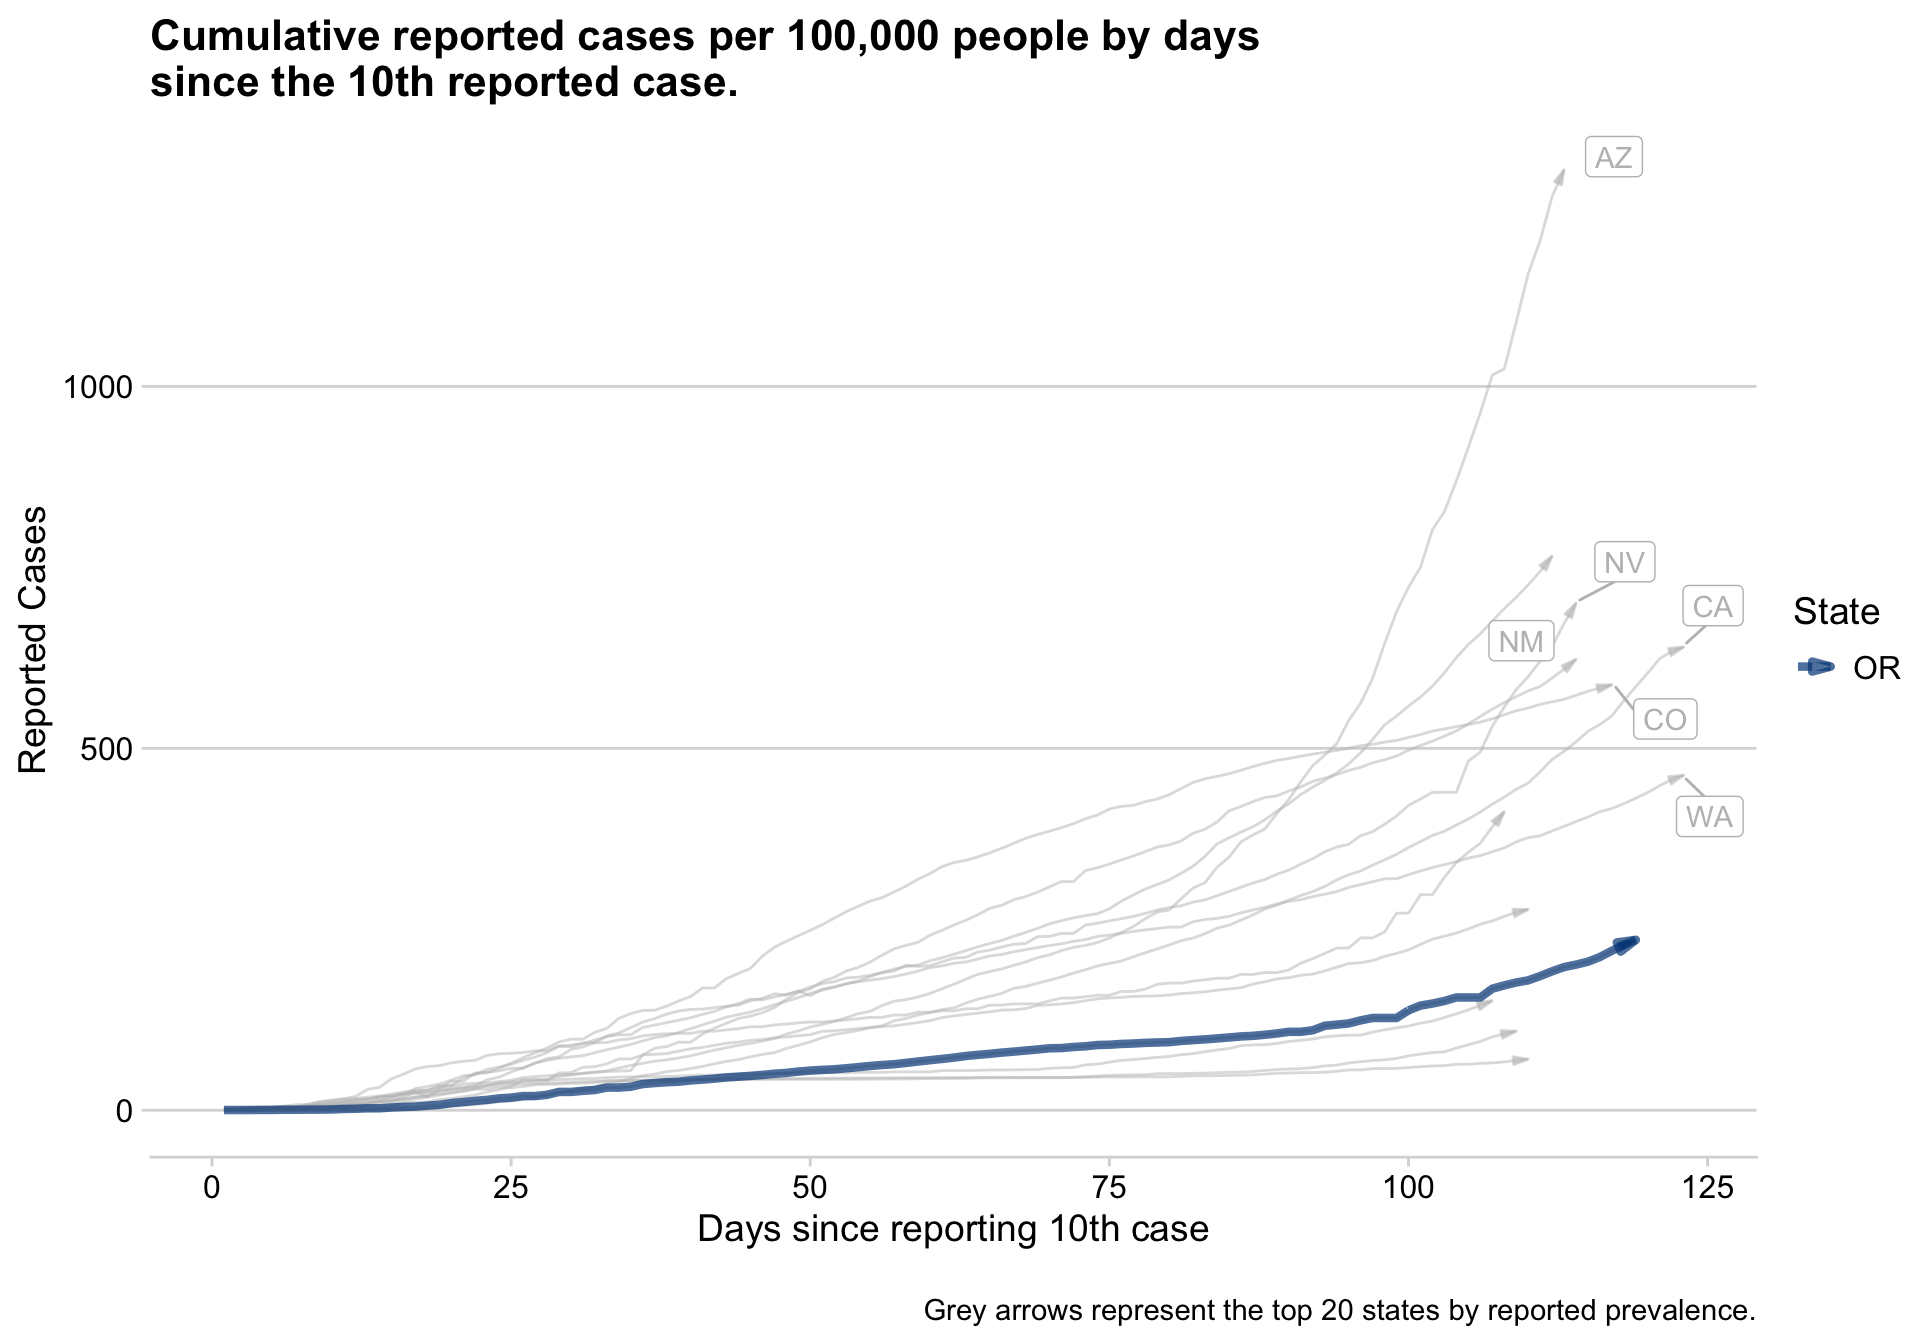 Cumulative reported cases per 100,000 people by days
since the 10th reported case.
AZ
1000
NV
CA
NM
CO
500
WA
0
Reported Cases
State
OR
0 25 50 75 100 125
Days since reporting 10th case
Grey arrows represent the top 20 states by reported prevalence.